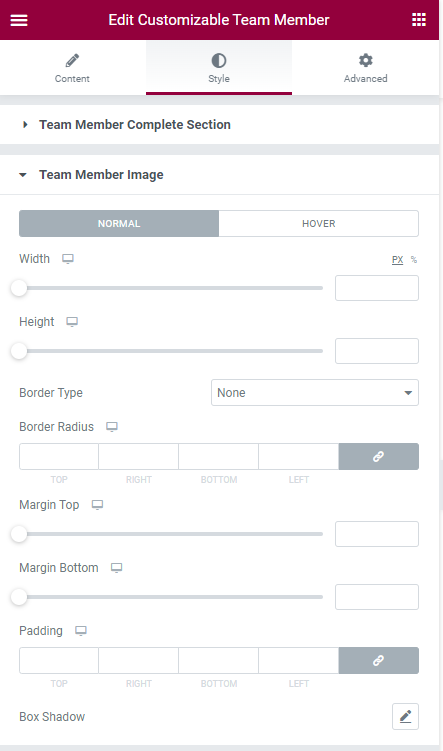 Edit Customizable Team Member
Content Style Advanced
Team Member Complete Section
Team Member Image
NORMAL HOVER
Width PX %
Height
Border Type None
Border Radius
TOP RIGHT BOTTOM LEFT
Margin Top
Margin Bottom
Padding
TOP RIGHT BOTTOM LEFT
Box Shadow